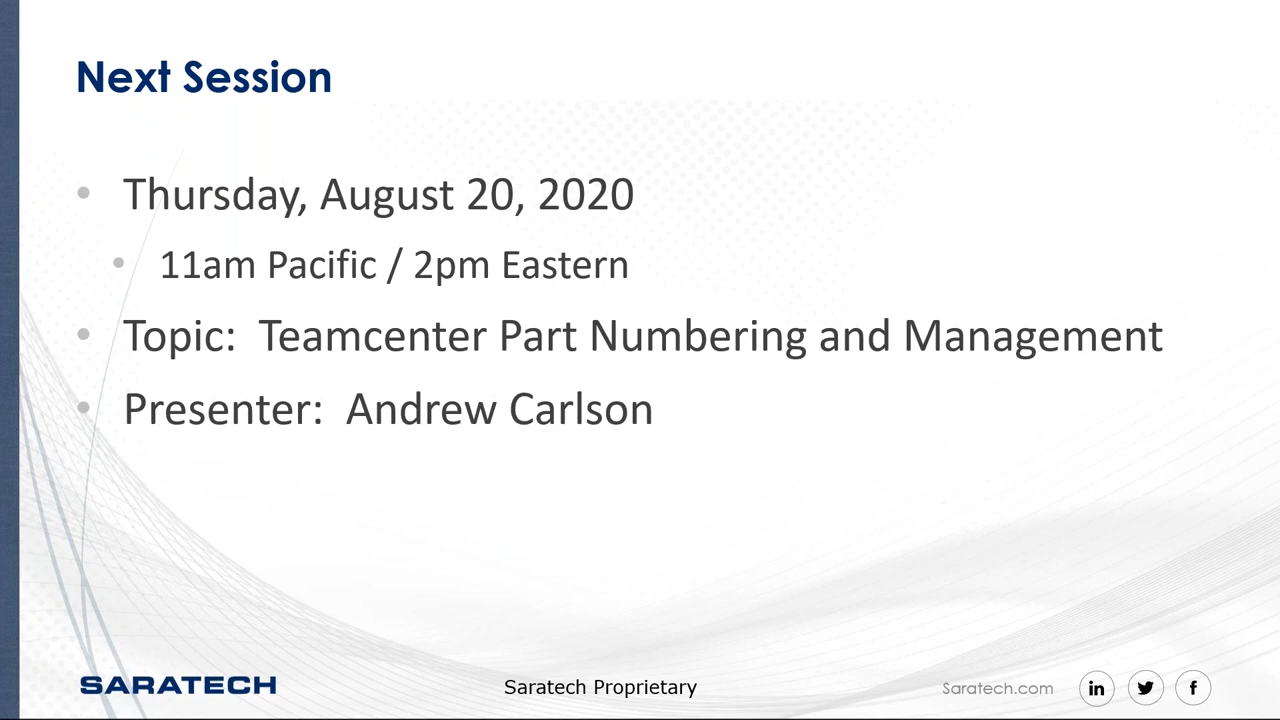 Next Session
• Thursday, August 20, 2020
• 11am Pacific / 2pm Eastern
• Topic: Teamcenter Part Numbering and Management
• Presenter: Andrew Carlson
SARATECH
Saratech Proprietary
Saratech.com
in
f